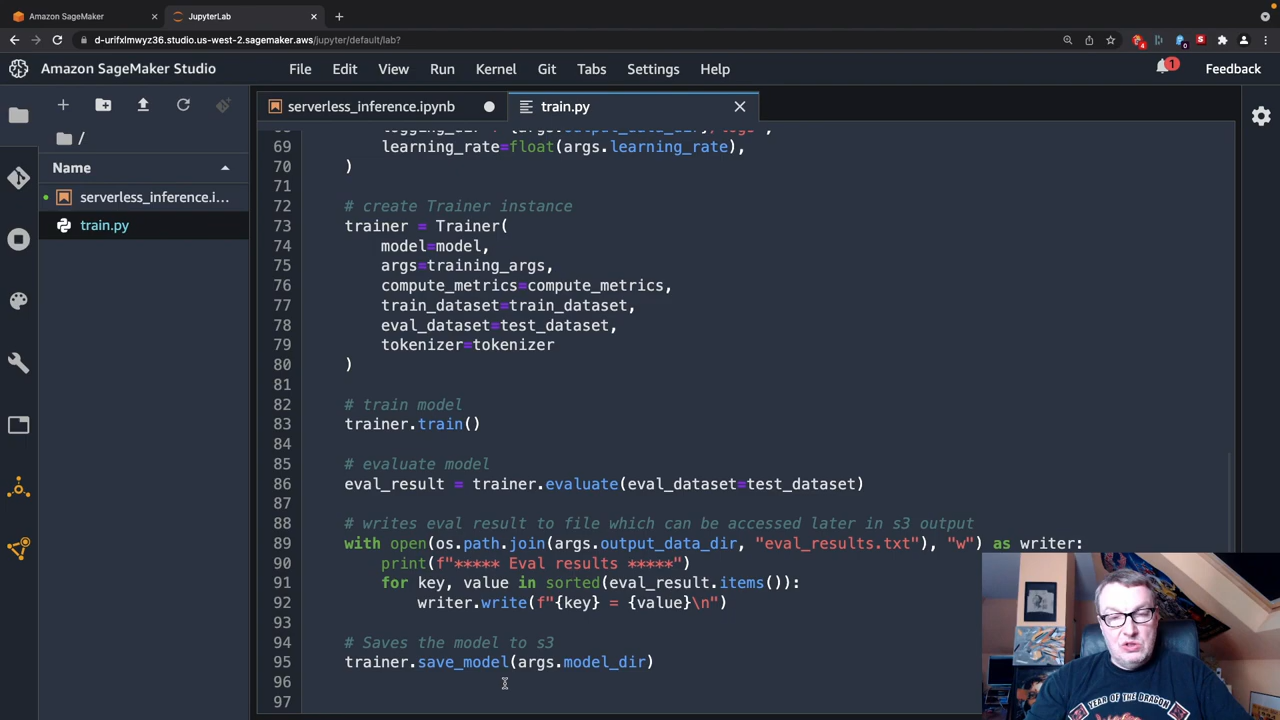 Amazon SageMaker
JupyterLab
d-urifxlmwyz36.studio.us-west-2.sagemaker.aws/jupyter/default/lab?
Amazon SageMaker Studio
File Edit View Run Kernel Git Tabs Settings Help
1
Feedback
/
Name
serverless_inference.i...
train.py
serverless_inference.ipynb
train.py
69 learning_rate=float(args.learning_rate),
70 )
71
72 # create Trainer instance
73 trainer = Trainer(
74 model=model,
75 args=training_args,
76 compute_metrics=compute_metrics,
77 train_dataset=train_dataset,
78 eval_dataset=test_dataset,
79 tokenizer=tokenizer
80 )
81
82 # train model
83 trainer.train()
84
85 # evaluate model
86 eval_result = trainer.evaluate(eval_dataset=test_dataset)
87
88 # writes eval result to file which can be accessed later in s3 output
89 with open(os.path.join(args.output_data_dir, "eval_results.txt"), "w") as writer:
90 print(f"***** Eval results *****")
91 for key, value in sorted(eval_result.items()):
92 writer.write(f"{key} = {value}\n")
93
94 # Saves the model to s3
95 trainer.save_model(args.model_dir)
96
97
YEAR OF THE DRAGON